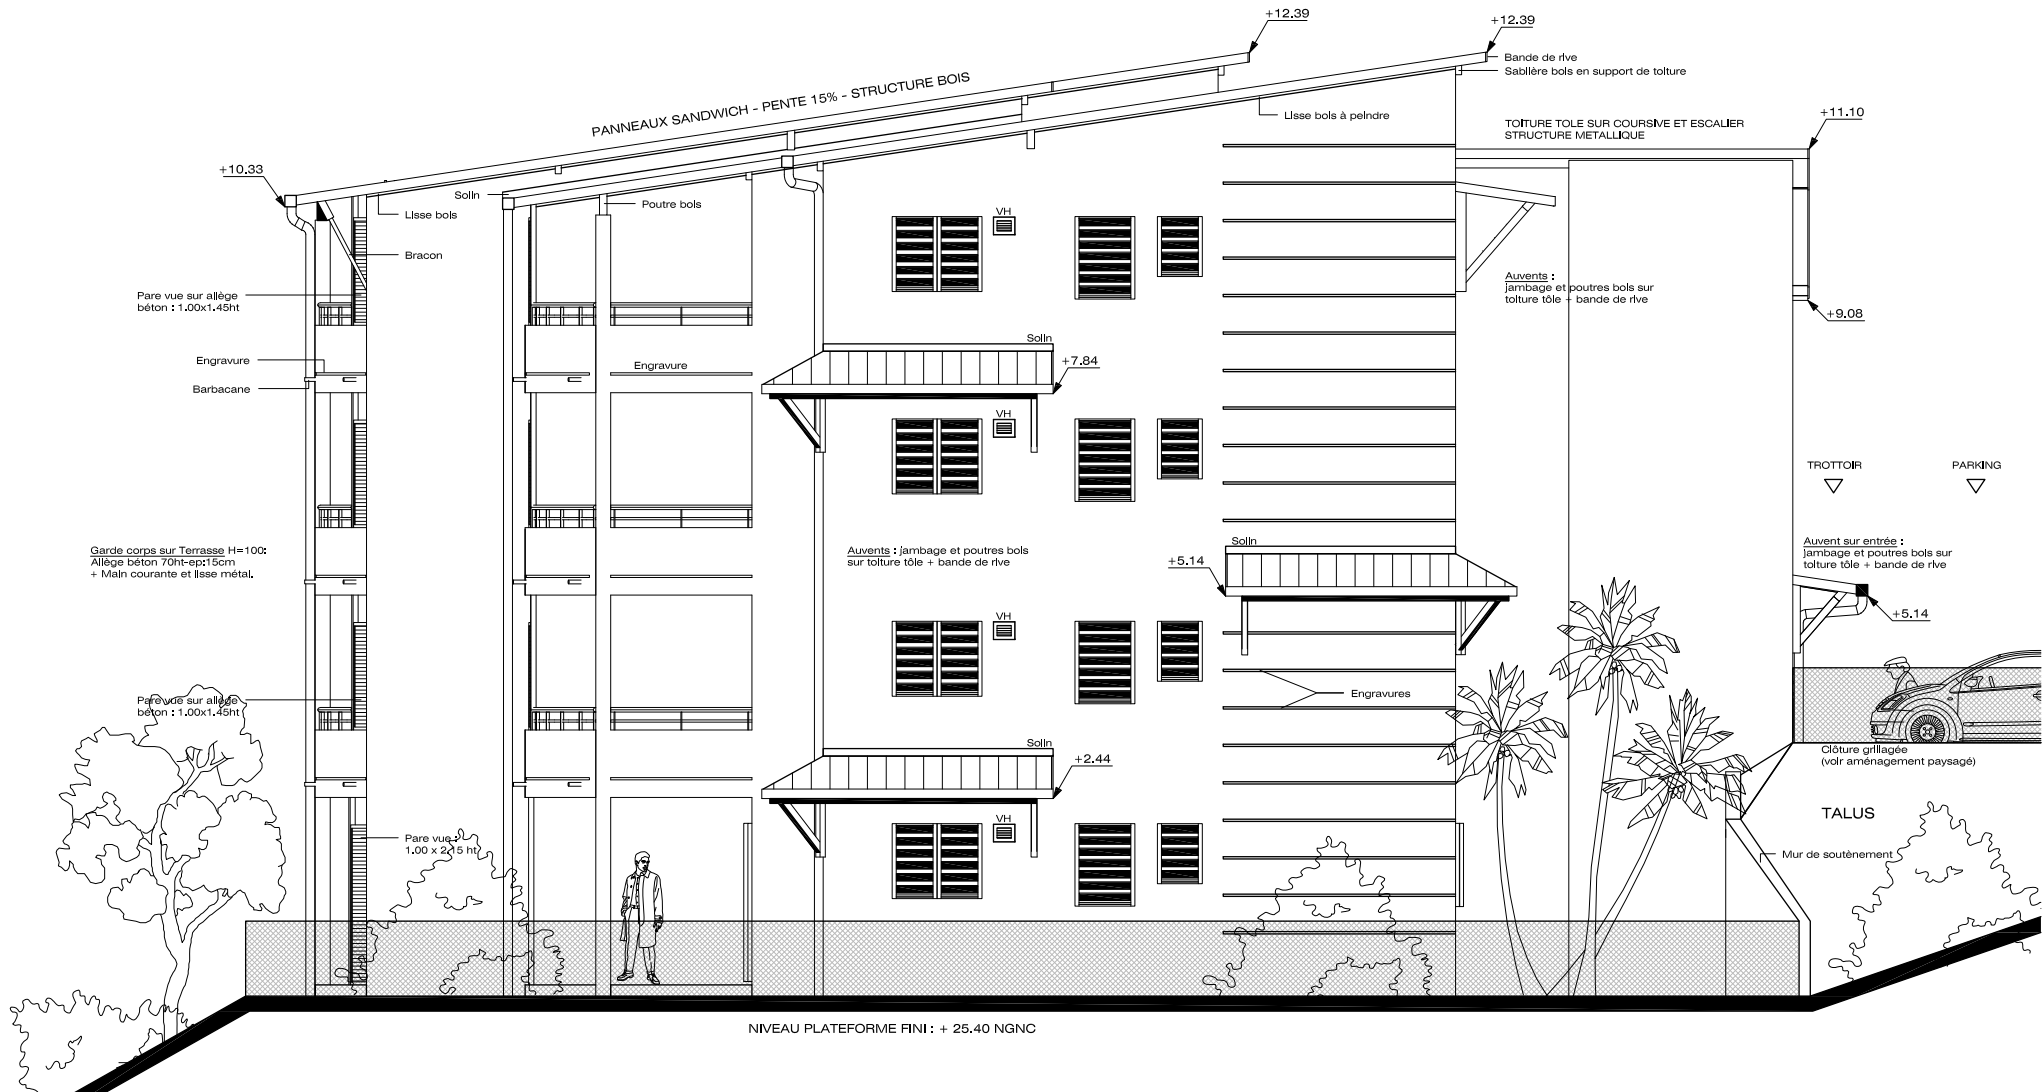 +12.39
+12.39
Bande de rive
Sablière bois en support de toiture
PANNEAUX SANDWICH - PENTE 15% - STRUCTURE BOIS
Lisse bois à peindre
TOITURE TOLE SUR COURSIVE ET ESCALIER
STRUCTURE METALLIQUE
+11.10
+10.33
Solin
Lisse bois
Poutre bois
VH
Bracon
Auvents :
jambage et poutres bois sur
toiture tôle + bande de rive
Pare vue sur allège
béton : 1.00x1.45ht
+9.08
Solin
Engravure
Engravure
+7.84
Barbacane
VH
TROTTOIR
PARKING
Garde corps sur Terrasse H=100:
Allège béton 70ht-ep:15cm
+ Main courante et lisse métal.
Auvents : jambage et poutres bois
sur toiture tôle + bande de rive
Solin
+5.14
Auvent sur entrée :
jambage et poutres bois sur
toiture tôle + bande de rive
+5.14
VH
Pare vue sur allège
béton : 1.00x1.45ht
Engravures
Solin
+2.44
Clôture grillagée
(voir aménagement paysagé)
TALUS
VH
Pare vue :
1.00 x 2.15 ht
Mur de soutènement
NIVEAU PLATEFORME FINI : + 25.40 NGNC